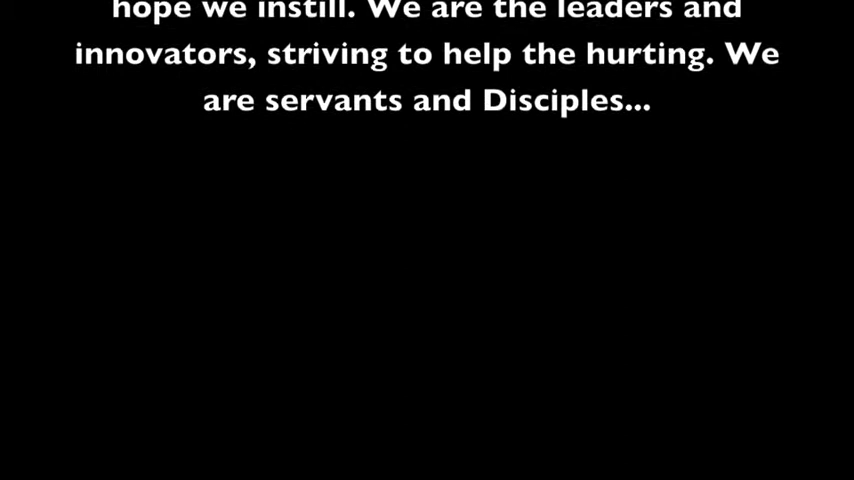 hope we instill. We are the leaders and
innovators, striving to help the hurting. We
are servants and Disciples...